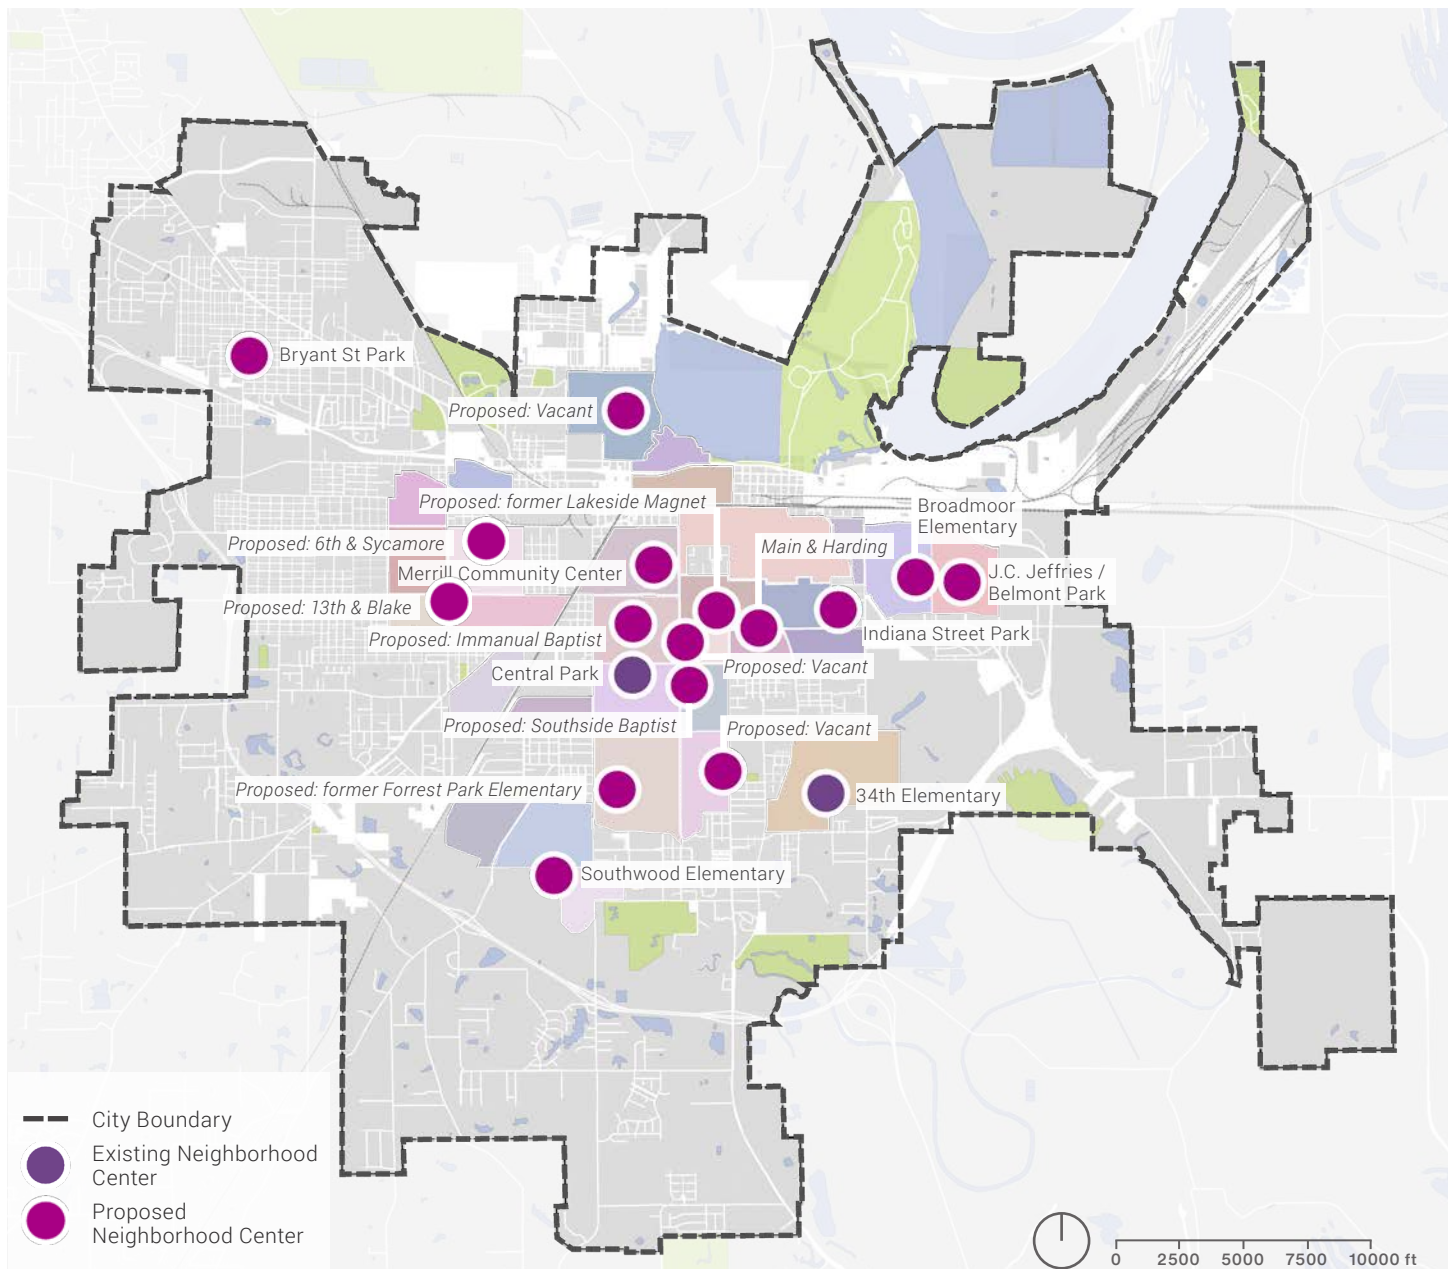 Bryant St Park
Proposed: Vacant
Proposed: former Lakeside Magnet
Broadmoor
Elementary
Proposed: 6th & Sycamore
Main & Harding
Merrill Community Center
J.C. Jeffries /
Belmont Park
Proposed: 13th & Blake
Indiana Street Park
Proposed: Immanual Baptist
Proposed: Vacant
Central Park
Proposed: Southside Baptist
Proposed: Vacant
Proposed: former Forrest Park Elementary
34th Elementary
Southwood Elementary
City Boundary
Existing Neighborhood
Center
Proposed
Neighborhood Center
0 2500 5000 7500 10000 ft